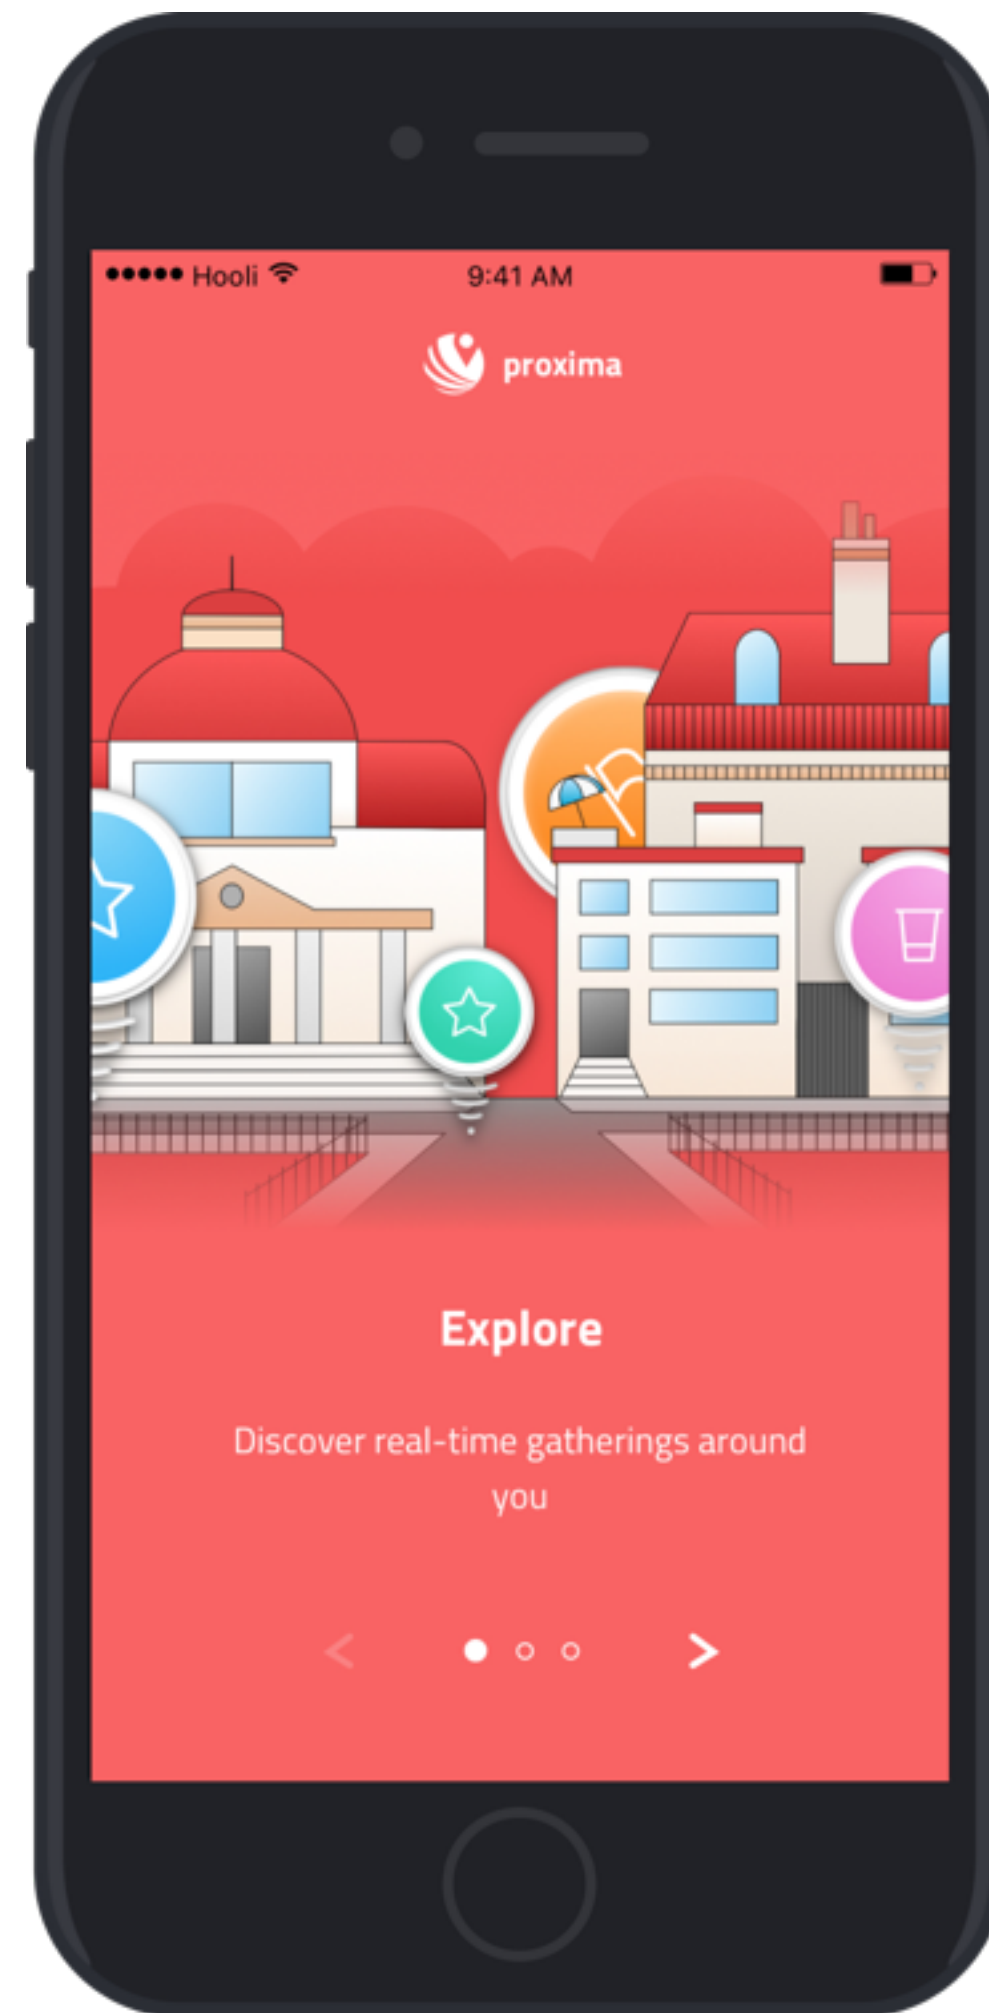 Hooli
9:41 AM
proxima
Explore
Discover real-time gatherings around
you